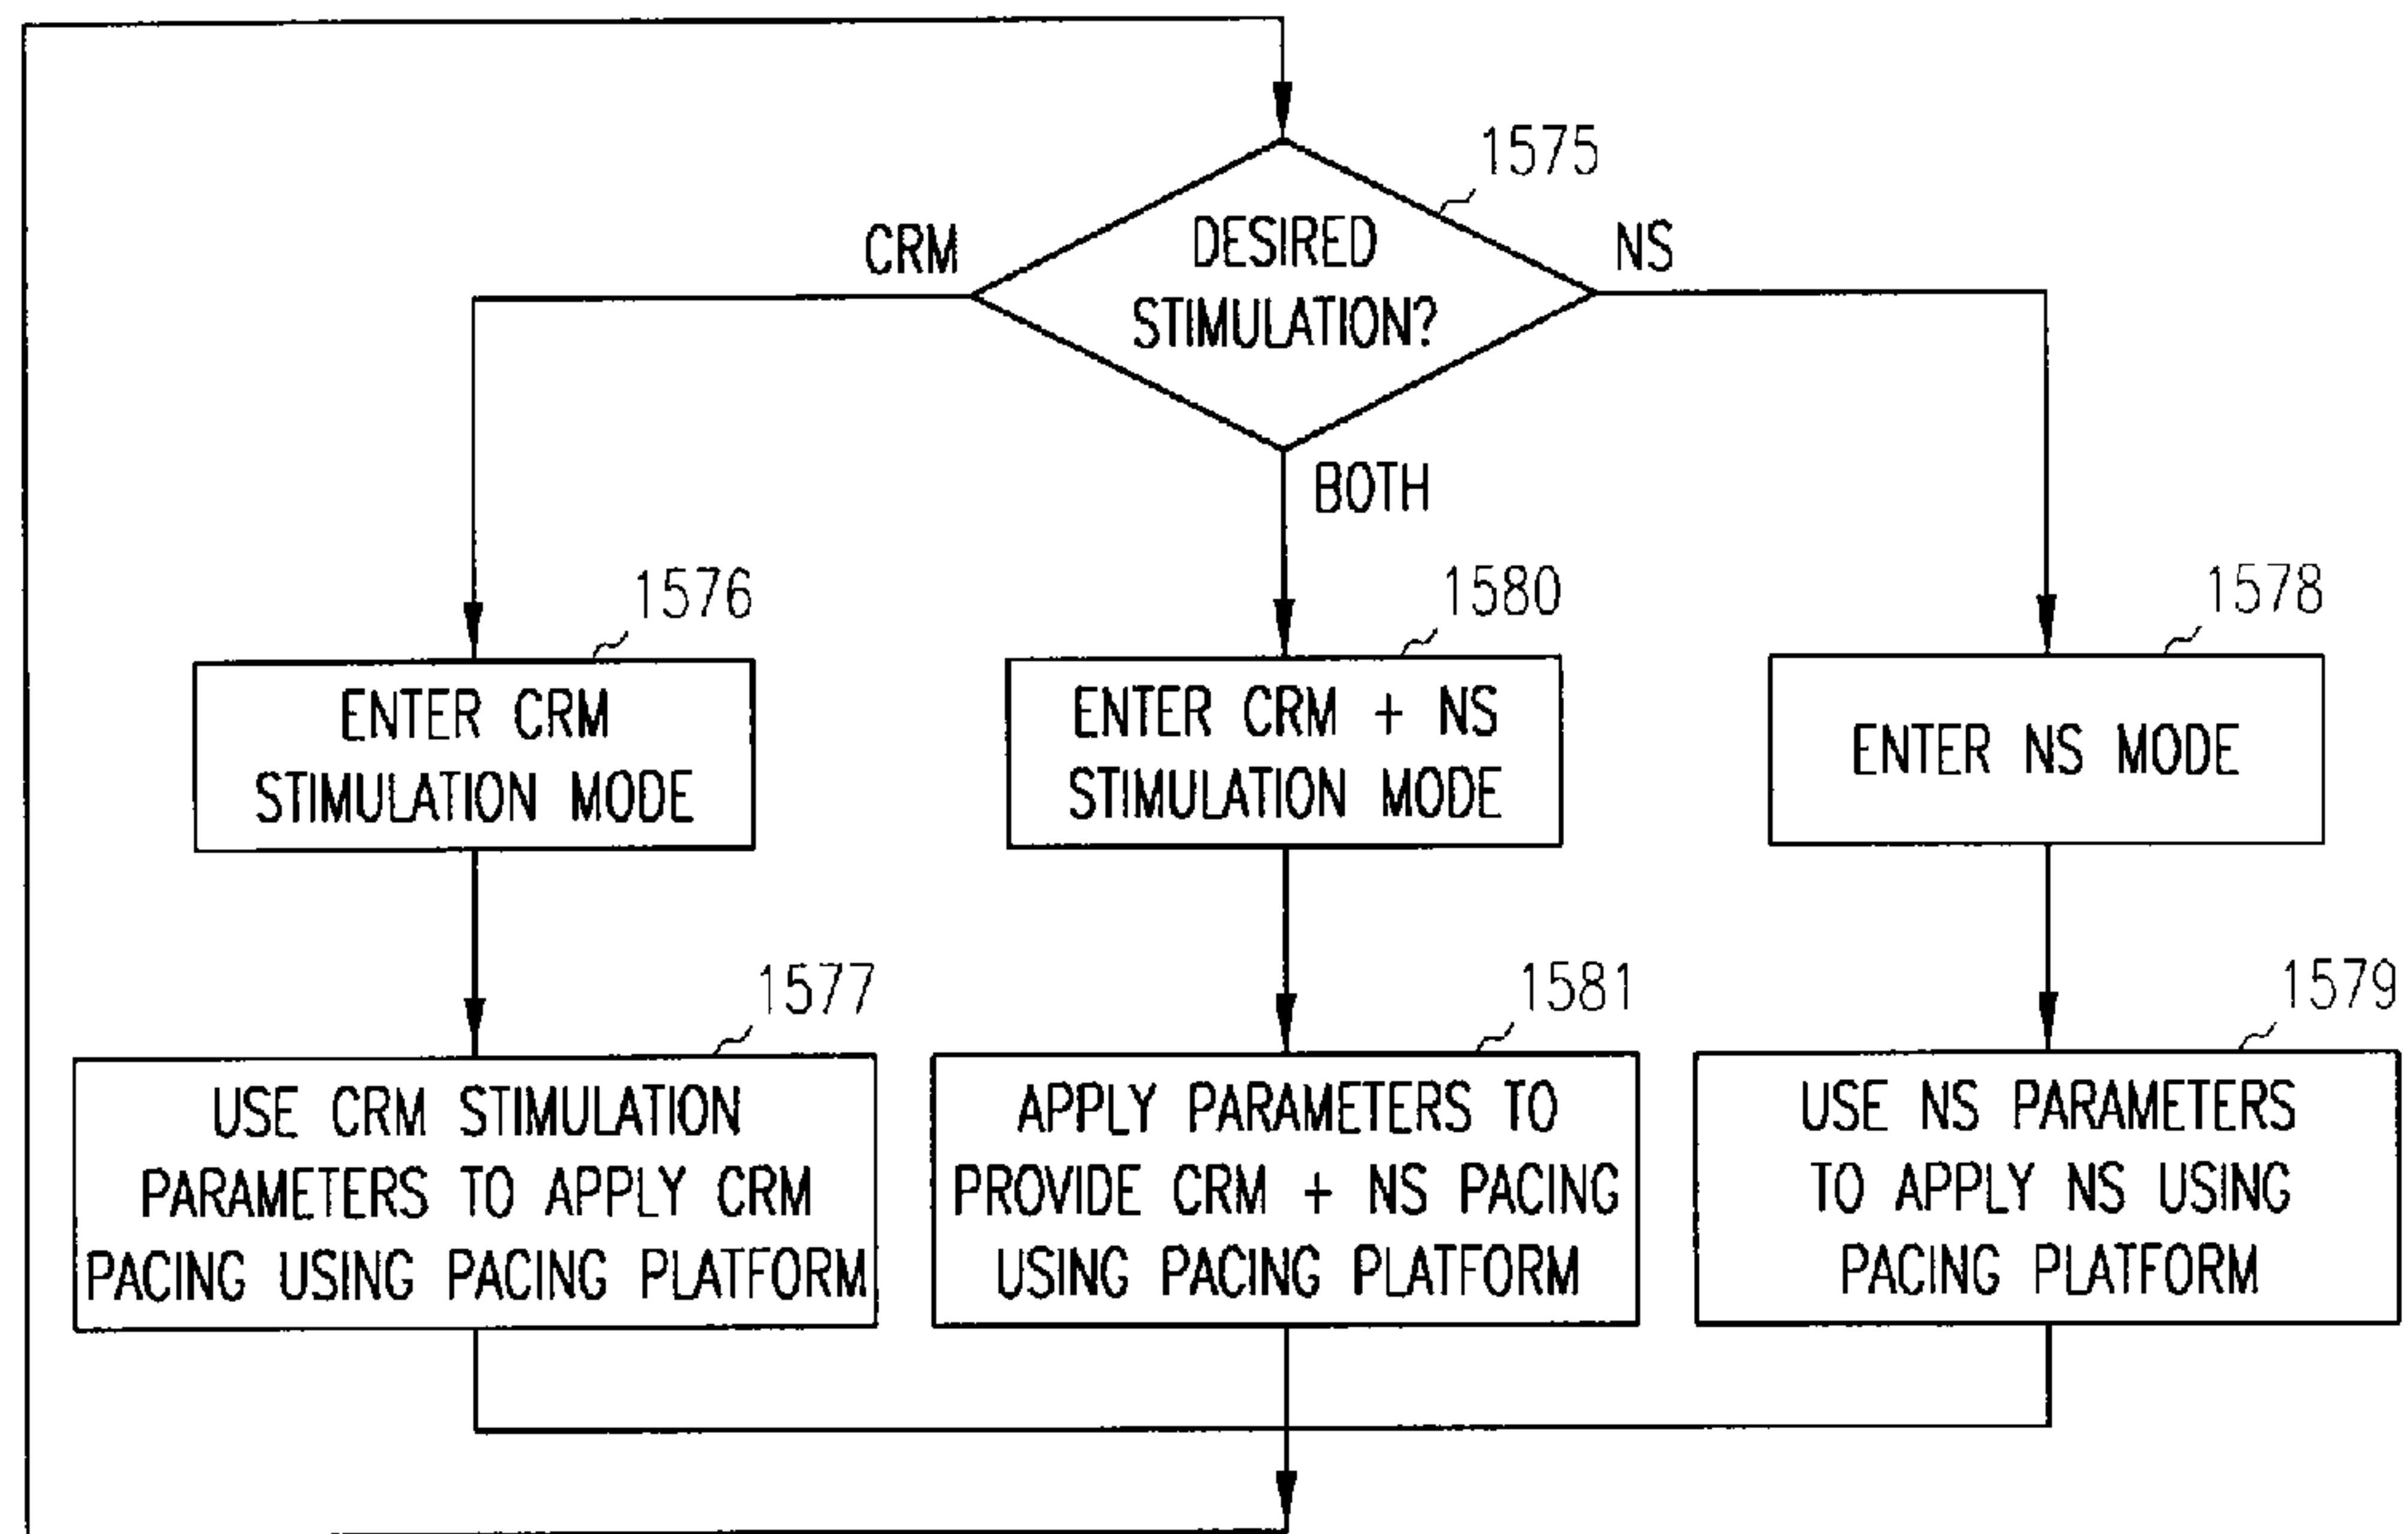 1575
DESIRED
STIMULATION?
CRM
NS
BOTH
1576
ENTER CRM
STIMULATION MODE
1580
ENTER CRM + NS
STIMULATION MODE
1578
ENTER NS MODE
1577
USE CRM STIMULATION
PARAMETERS TO APPLY CRM
PACING USING PACING PLATFORM
1581
APPLY PARAMETERS TO
PROVIDE CRM + NS PACING
USING PACING PLATFORM
1579
USE NS PARAMETERS
TO APPLY NS USING
PACING PLATFORM